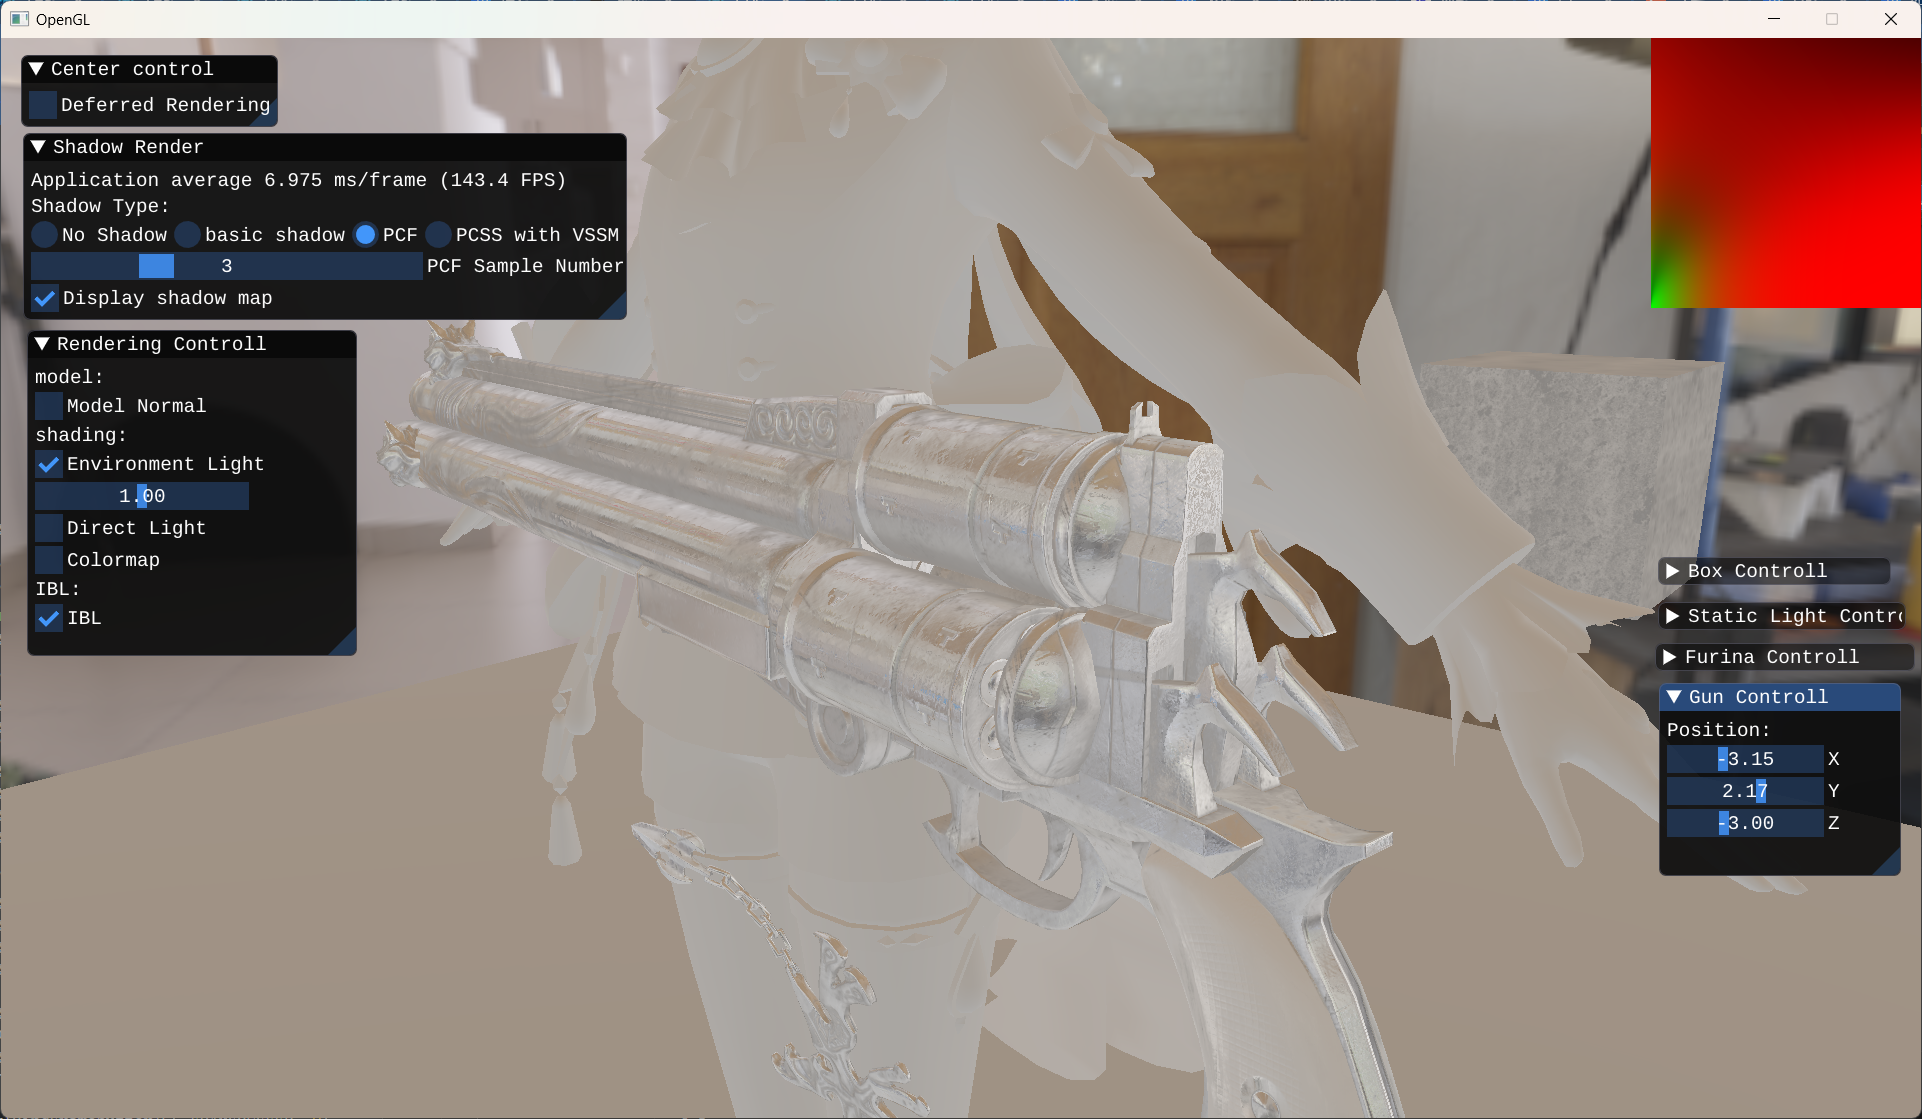 OpenGL
Center control
Deferred Rendering
Shadow Render
Application average 6.975 ms/frame (143.4 FPS)
Shadow Type:
No Shadow basic shadow PCF PCSS with VSSM
3 PCF Sample Number
Display shadow map
Rendering Controll
model:
Model Normal
shading:
Environment Light
1.00
Direct Light
Colormap
IBL:
IBL
Box Controll
Static Light Contro
Furina Controll
Gun Controll
Position:
-3.15 X
2.17 Y
-3.00 Z